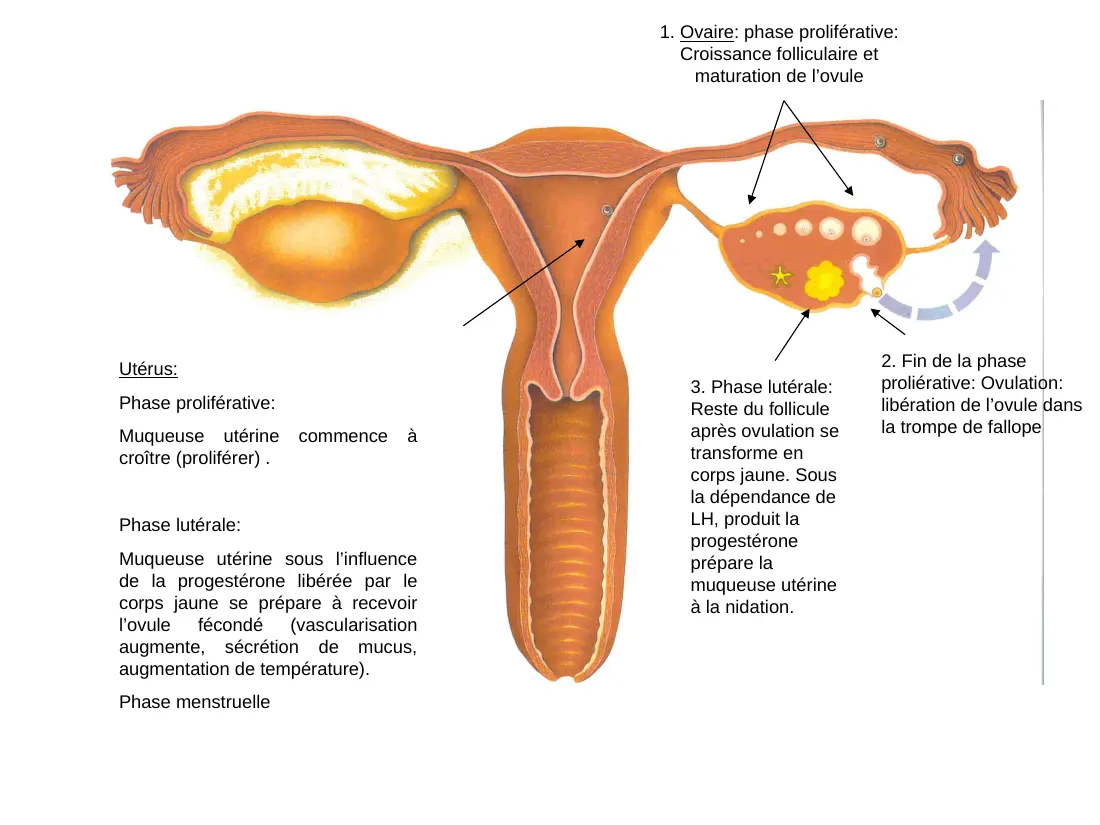 1. Ovaire: phase proliférative:
Croissance folliculaire et
maturation de l’ovule
Utérus:
Phase proliférative:
Muqueuse utérine commence à
croître (proliférer) .
Phase lutérale:
Muqueuse utérine sous l’influence
de la progestérone libérée par le
corps jaune se prépare à recevoir
l’ovule fécondé (vascularisation
augmente, sécrétion de mucus,
augmentation de température).
Phase menstruelle
3. Phase lutérale:
Reste du follicule
après ovulation se
transforme en
corps jaune. Sous
la dépendance de
LH, produit la
progestérone
prépare la
muqueuse utérine
à la nidation.
2. Fin de la phase
proliérative: Ovulation:
libération de l’ovule dans
la trompe de fallope